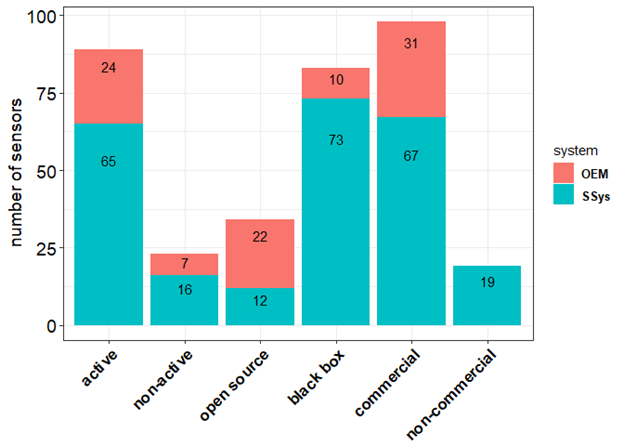 number of sensors
100
75
50
25
0
24
65
7
16
22
12
10
73
31
67
19
active
non-active
open source
black box
commercial
non-commercial
system
OEM
SSys